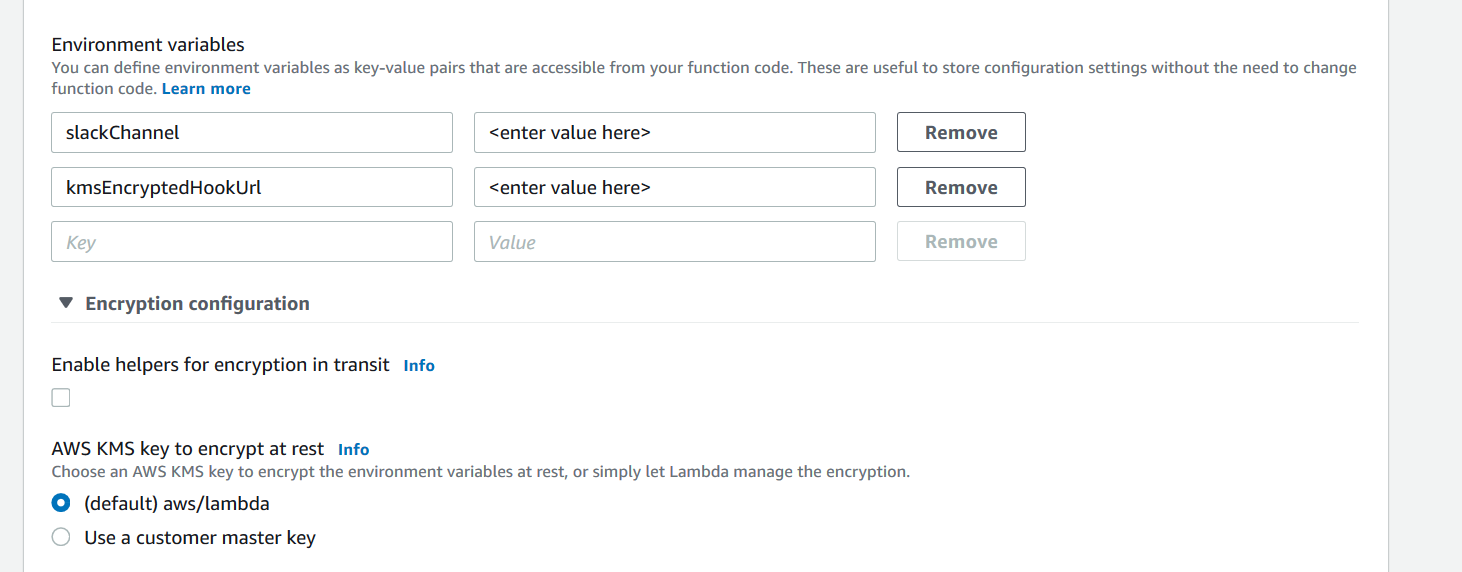 Environment variables
You can define environment variables as key-value pairs that are accessible from your function code. These are useful to store configuration settings without the need to change
function code. Learn more
slackChannel <enter value here> Remove
kmsEncryptedHookUrl <enter value here> Remove
Key Value Remove
Encryption configuration
Enable helpers for encryption in transit Info
AWS KMS key to encrypt at rest Info
Choose an AWS KMS key to encrypt the environment variables at rest, or simply let Lambda manage the encryption.
(default) aws/lambda
Use a customer master key